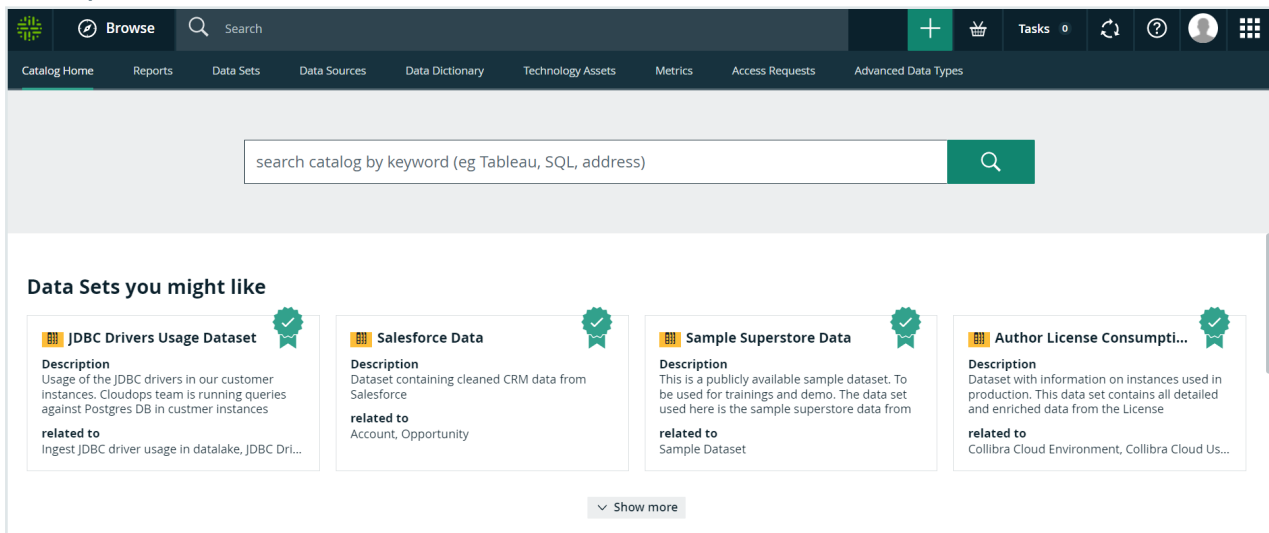 Browse Search Tasks 0
Catalog Home Reports Data Sets Data Sources Data Dictionary Technology Assets Metrics Access Requests Advanced Data Types
search catalog by keyword (eg Tableau, SQL, address)
Data Sets you might like
JDBC Drivers Usage Dataset
Description
Usage of the JDBC drivers in our customer
instances. Cloudops team is running queries
against Postgres DB in custmer instances
related to
Ingest JDBC driver usage in datalake, JDBC Dri...
Salesforce Data
Description
Dataset containing cleaned CRM data from
Salesforce
related to
Account, Opportunity
Sample Superstore Data
Description
This is a publicly available sample dataset. To
be used for trainings and demo. The data set
used here is the sample superstore data from
related to
Sample Dataset
Author License Consumpti...
Description
Dataset with information on instances used in
production. This data set contains all detailed
and enriched data from the License
related to
Collibra Cloud Environment, Collibra Cloud Us...
Show more